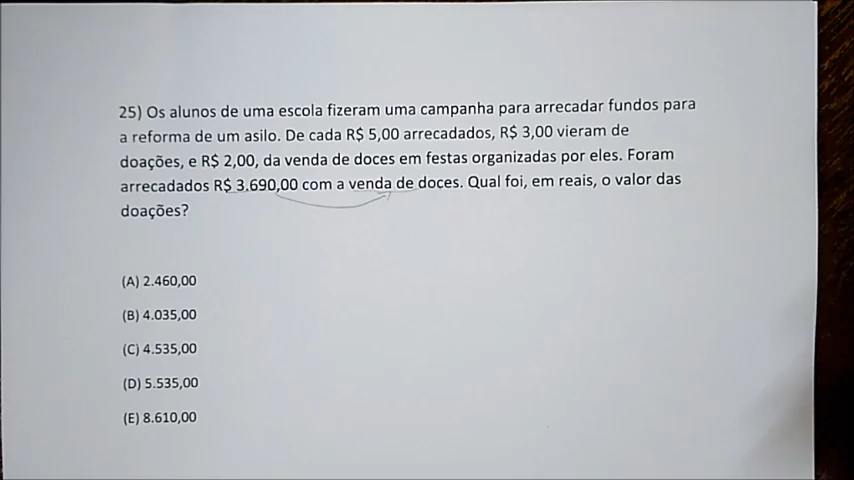 25) Os alunos de uma escola fizeram uma campanha para arrecadar fundos para
a reforma de um asilo. De cada R$ 5,00 arrecadados, R$ 3,00 vieram de
doações, e R$ 2,00, da venda de doces em festas organizadas por eles. Foram
arrecadados R$ 3.690,00 com a venda de doces. Qual foi, em reais, o valor das
doações?
(A) 2.460,00
(B) 4.035,00
(C) 4.535,00
(D) 5.535,00
(E) 8.610,00